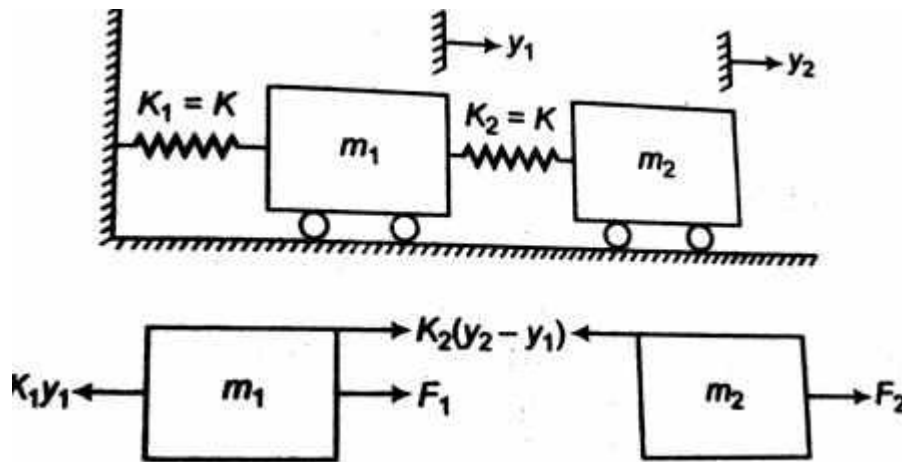 y₁
y₂
K₁ = K
K₂ = K
m₁
m₂
K₁y₁
m₁
K₂(y₂ – y₁)
F₁
m₂
F₂